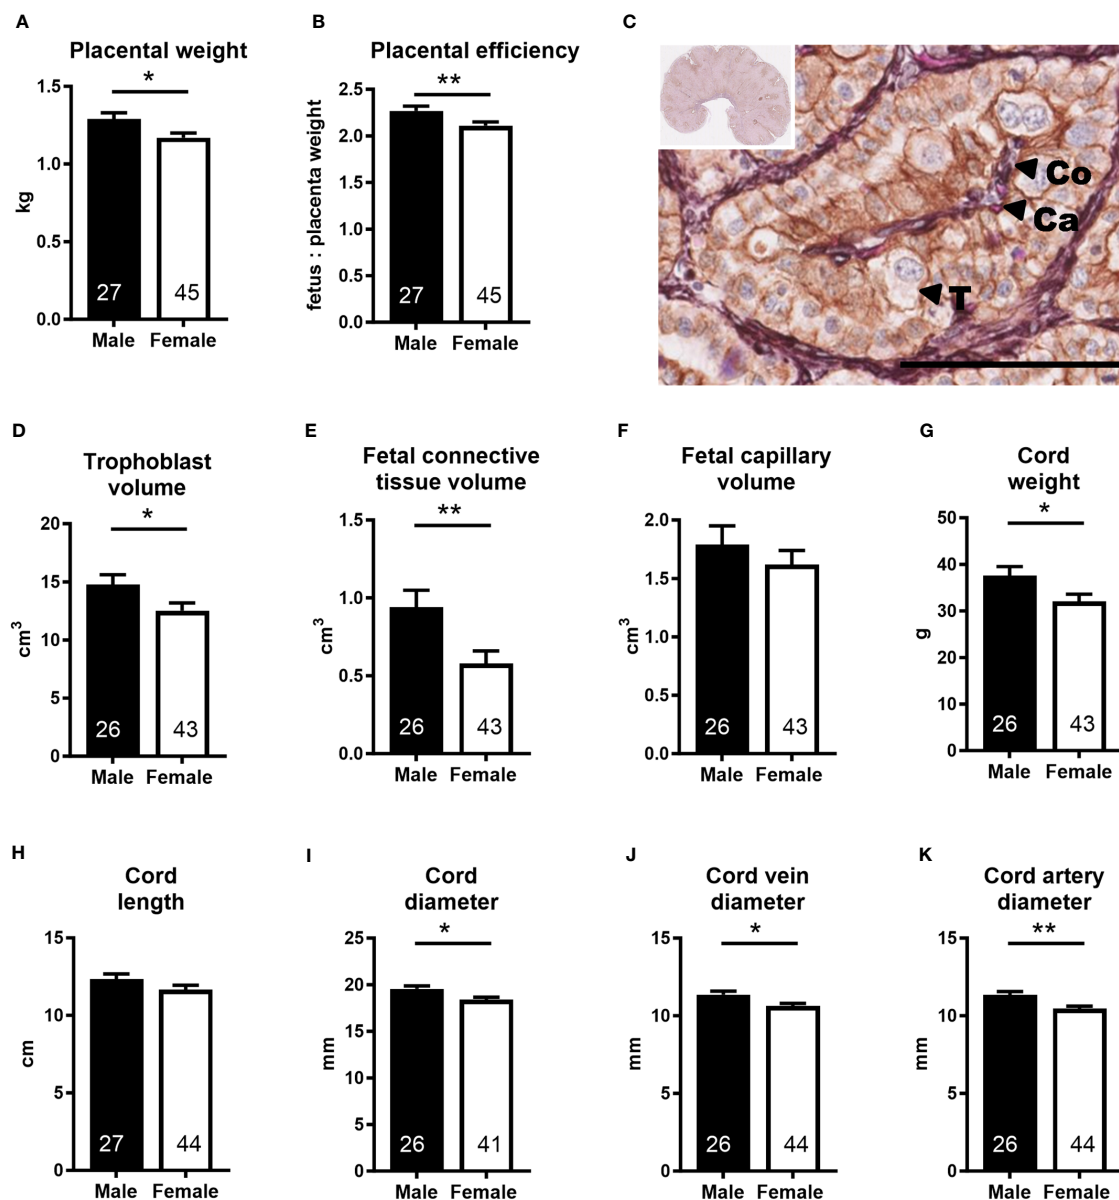 A
Placental weight
*
kg
1.5
1.0
0.5
0.0
27
45
Male Female
B
Placental efficiency
**
fetus : placenta weight
2.5
2.0
1.5
1.0
0.5
0.0
27
45
Male Female
C
Co
Ca
T
D
Trophoblast
volume
*
cm³
20
15
10
5
0
26
43
Male Female
E
Fetal connective
tissue volume
**
cm³
1.5
1.0
0.5
0.0
26
43
Male Female
F
Fetal capillary
volume
cm³
2.0
1.5
1.0
0.5
0.0
26
43
Male Female
G
Cord
weight
*
g
50
40
30
20
10
0
26
43
Male Female
H
Cord
length
cm
15
10
5
0
27
44
Male Female
I
Cord
diameter
*
mm
25
20
15
10
5
0
26
41
Male Female
J
Cord vein
diameter
*
mm
15
10
5
0
26
44
Male Female
K
Cord artery
diameter
**
mm
15
10
5
0
26
44
Male Female